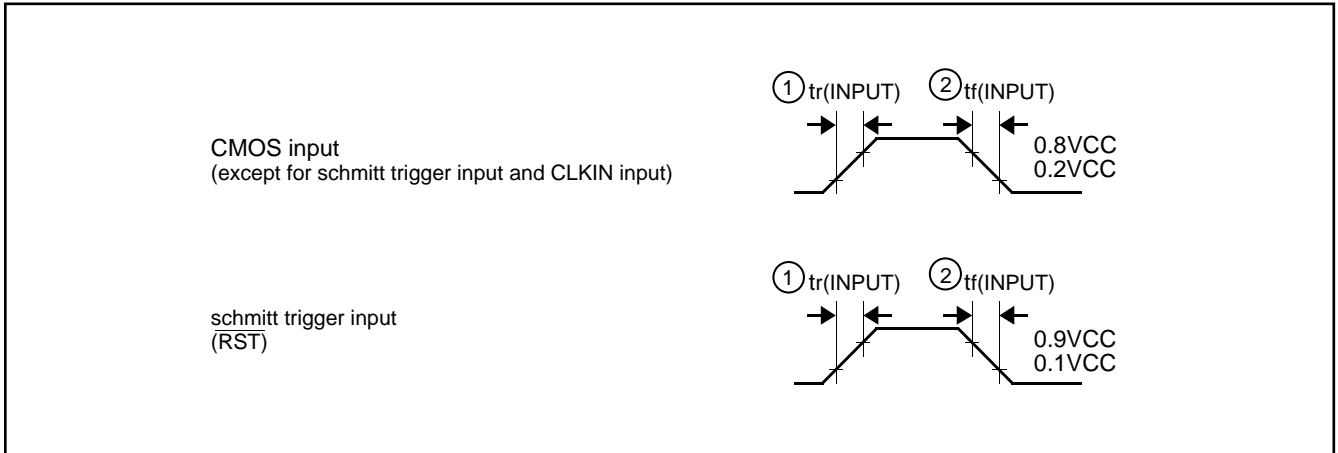 ① tr(INPUT) ② tf(INPUT)
CMOS input
(except for schmitt trigger input and CLKIN input)
0.8VCC
0.2VCC
① tr(INPUT) ② tf(INPUT)
schmitt trigger input
(R̅S̅T̅)
0.9VCC
0.1VCC